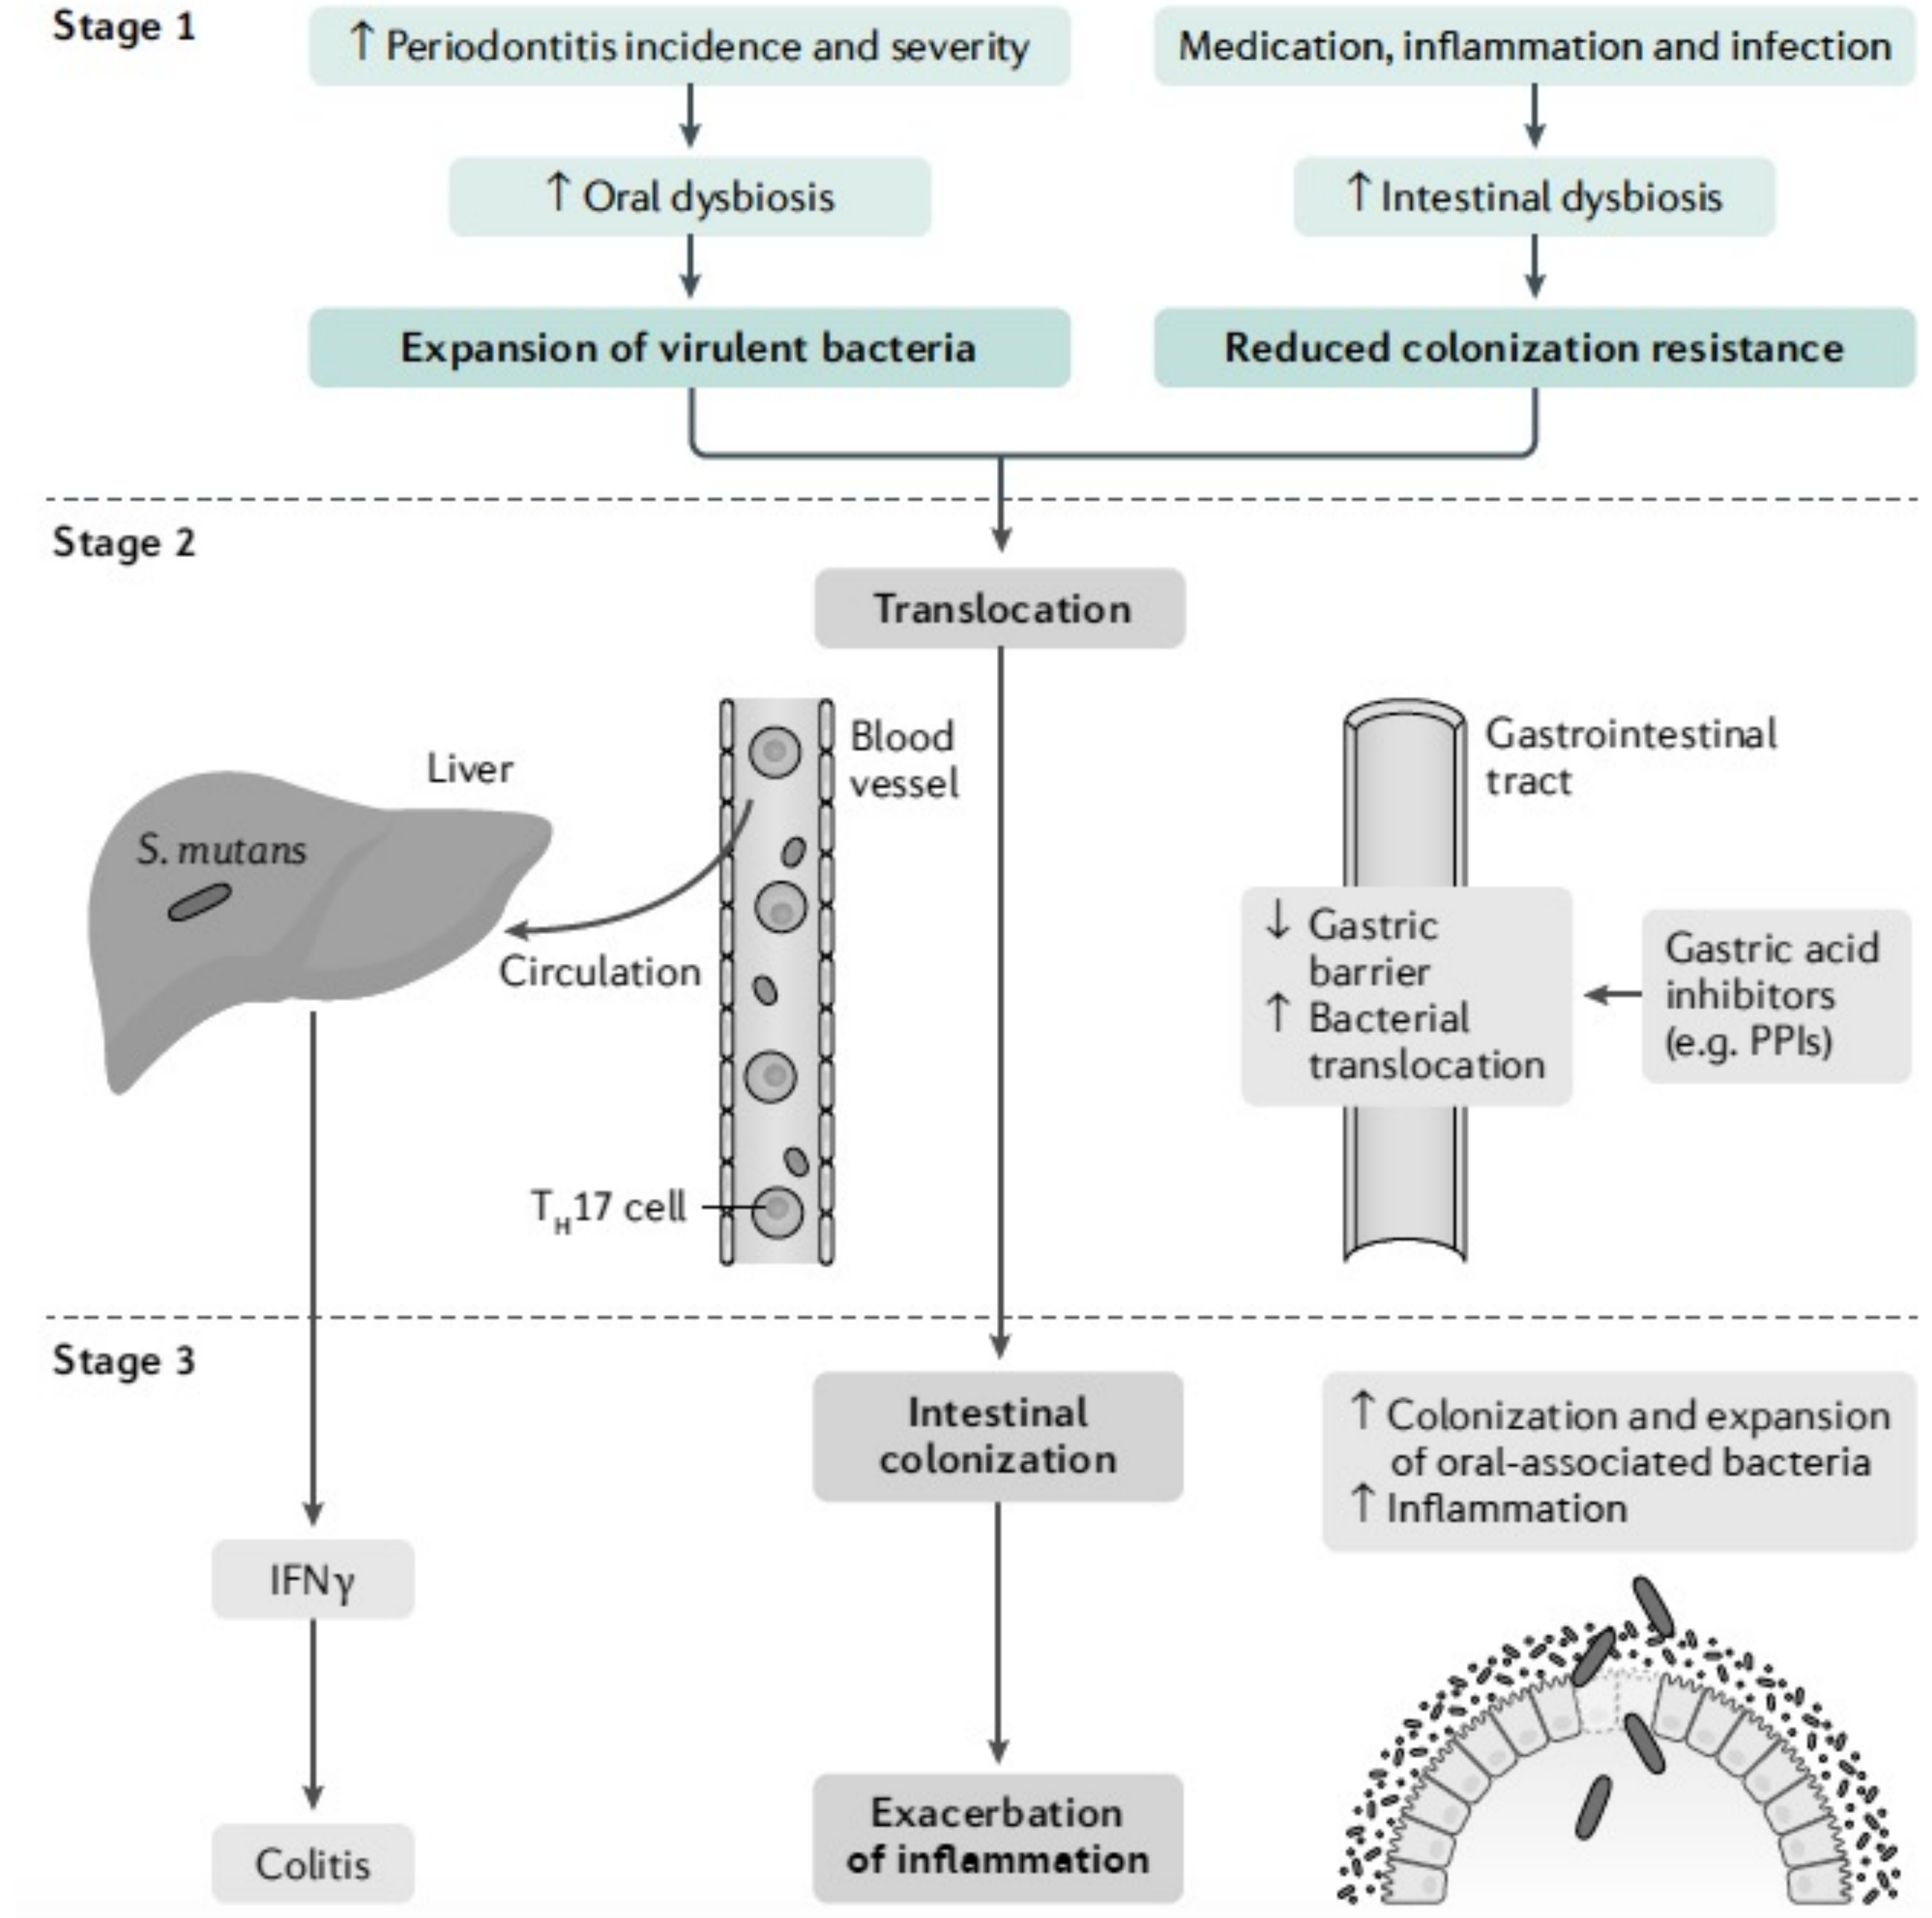 Stage 1
↑ Periodontitis incidence and severity
Medication, inflammation and infection
↑ Oral dysbiosis
↑ Intestinal dysbiosis
Expansion of virulent bacteria
Reduced colonization resistance
Stage 2
Translocation
Liver
S. mutans
Circulation
Blood
vessel
T_H17 cell
Gastrointestinal
tract
↓ Gastric
barrier
↑ Bacterial
translocation
Gastric acid
inhibitors
(e.g. PPIs)
Stage 3
IFNγ
Colitis
Intestinal
colonization
Exacerbation
of inflammation
↑ Colonization and expansion
of oral-associated bacteria
↑ Inflammation